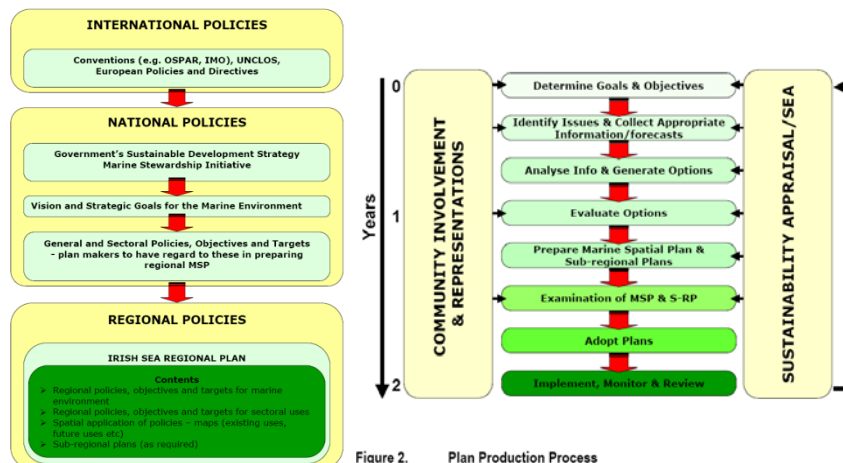 INTERNATIONAL POLICIES
Conventions (e.g. OSPAR, IMO), UNCLOS,
European Policies and Directives
NATIONAL POLICIES
Government's Sustainable Development Strategy
Marine Stewardship Initiative
Vision and Strategic Goals for the Marine Environment
General and Sectoral Policies, Objectives and Targets
– plan makers to have regard to these in preparing
regional MSP
REGIONAL POLICIES
IRISH SEA REGIONAL PLAN
Contents
➢ Regional policies, objectives and targets for marine
environment
➢ Regional policies, objectives and targets for sectoral uses
➢ Spatial application of policies – maps (existing uses,
future uses etc)
➢ Sub-regional plans (as required)
Years
0
1
2
COMMUNITY INVOLVEMENT
& REPRESENTATIONS
Determine Goals & Objectives
Identify Issues & Collect Appropriate
Information/forecasts
Analyse Info & Generate Options
Evaluate Options
Prepare Marine Spatial Plan &
Sub-regional Plans
Examination of MSP & S-RP
Adopt Plans
Implement, Monitor & Review
SUSTAINABILITY APPRAISAL/SEA
Figure 2. Plan Production Process